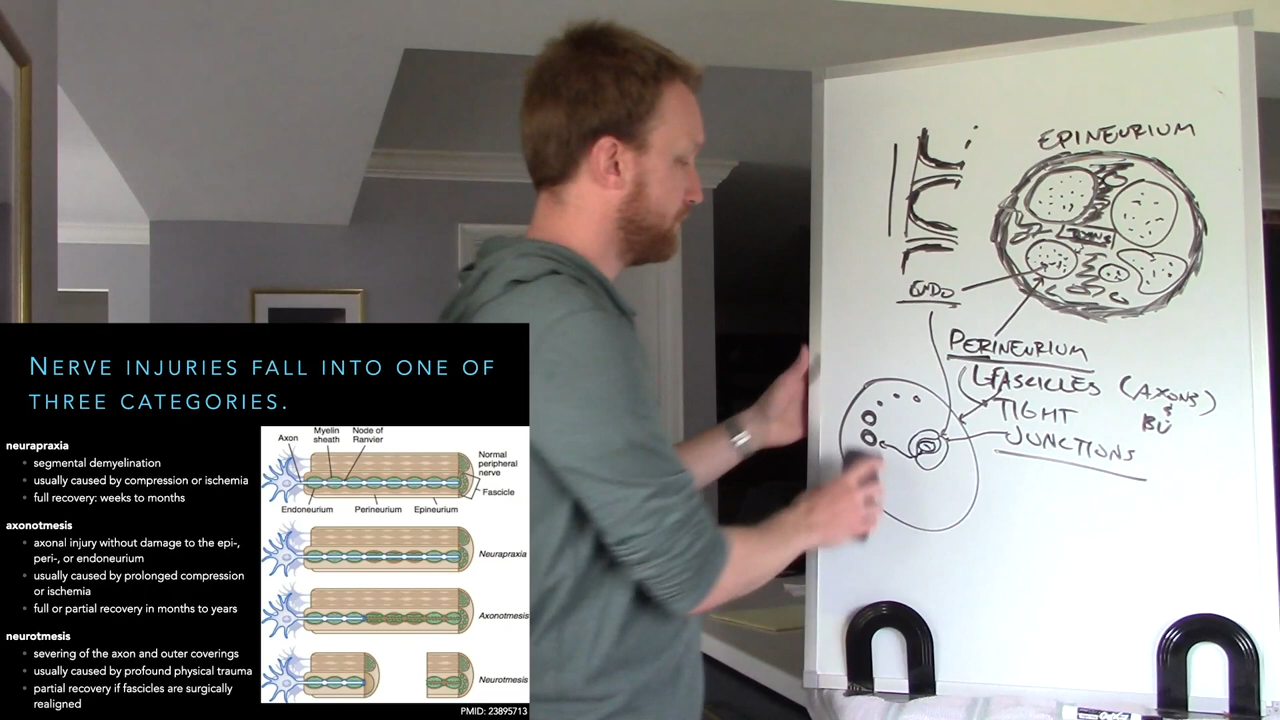 NERVE INJURIES FALL INTO ONE OF
THREE CATEGORIES.
neurapraxia
segmental demyelination
usually caused by compression or ischemia
full recovery: weeks to months
axonotmesis
axonal injury without damage to the epi-,
peri-, or endoneurium
usually caused by prolonged compression
or ischemia
full or partial recovery in months to years
neurotmesis
severing of the axon and outer coverings
usually caused by profound physical trauma
partial recovery if fascicles are surgically
realigned
Axon
Myelin
sheath
Node of
Ranvier
Normal
peripheral
nerve
Fascicle
Endoneurium
Perineurium
Epineurium
Neurapraxia
Axonotmesis
Neurotmesis
PMID: 23895713
EPINEURIUM
ENDO
PERINEURIUM
FASCICLES (AXONS)
TIGHT
JUNCTIONS